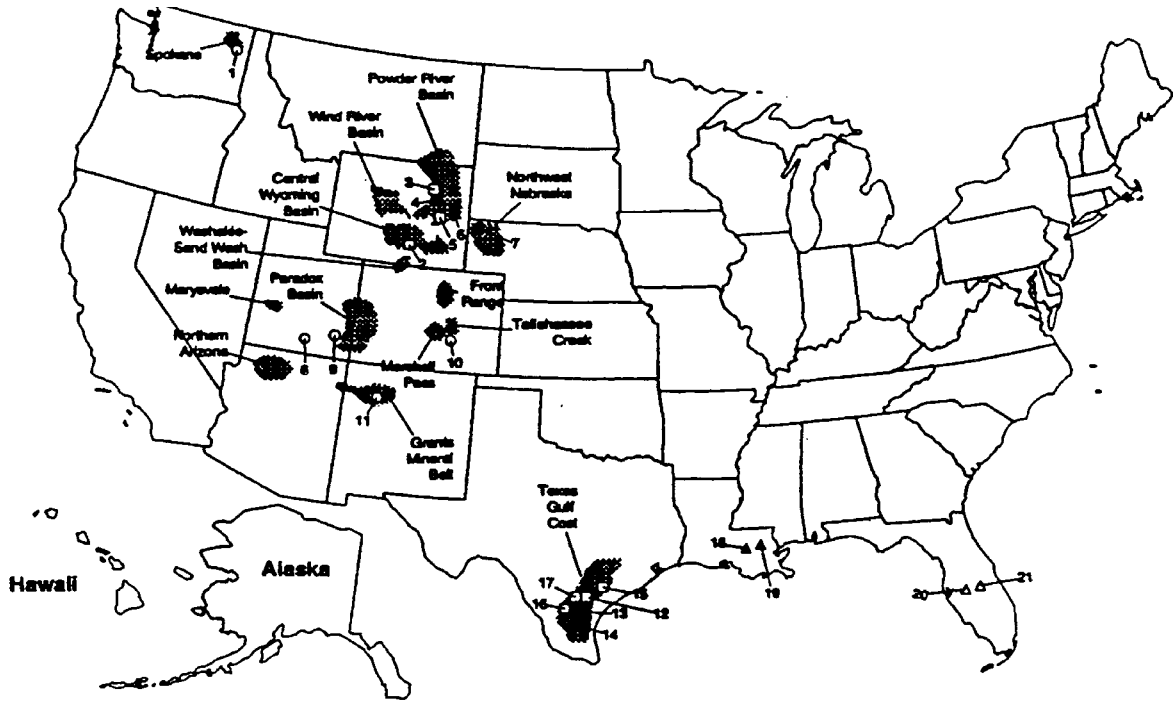 Spokane
1
Powder River
Basin
Wind River
Basin
Central
Wyoming
Basin
3
4
5
6
Northwest
Nebraska
7
Washakie-
Sand Wash
Basin
Marysvale
Paradox
Basin
Front
Range
Tallahassee
Creek
Northern
Arizona
8
9
10
Marshall
Pass
11
Grants
Mineral
Belt
Texas
Gulf
Cost
Hawaii
Alaska
17
16
15
13
12
14
18
19
20
21